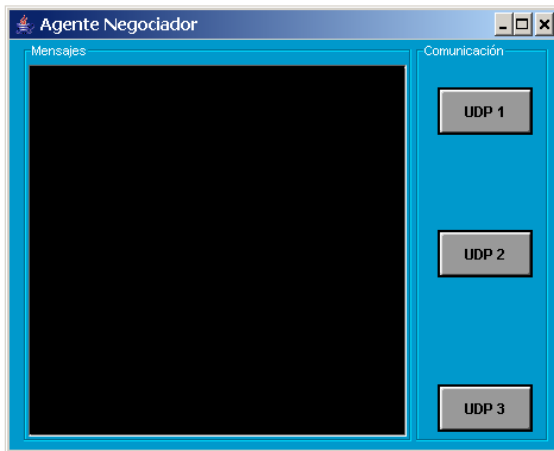 Agente Negociador
Mensajes
Comunicación
UDP 1
UDP 2
UDP 3